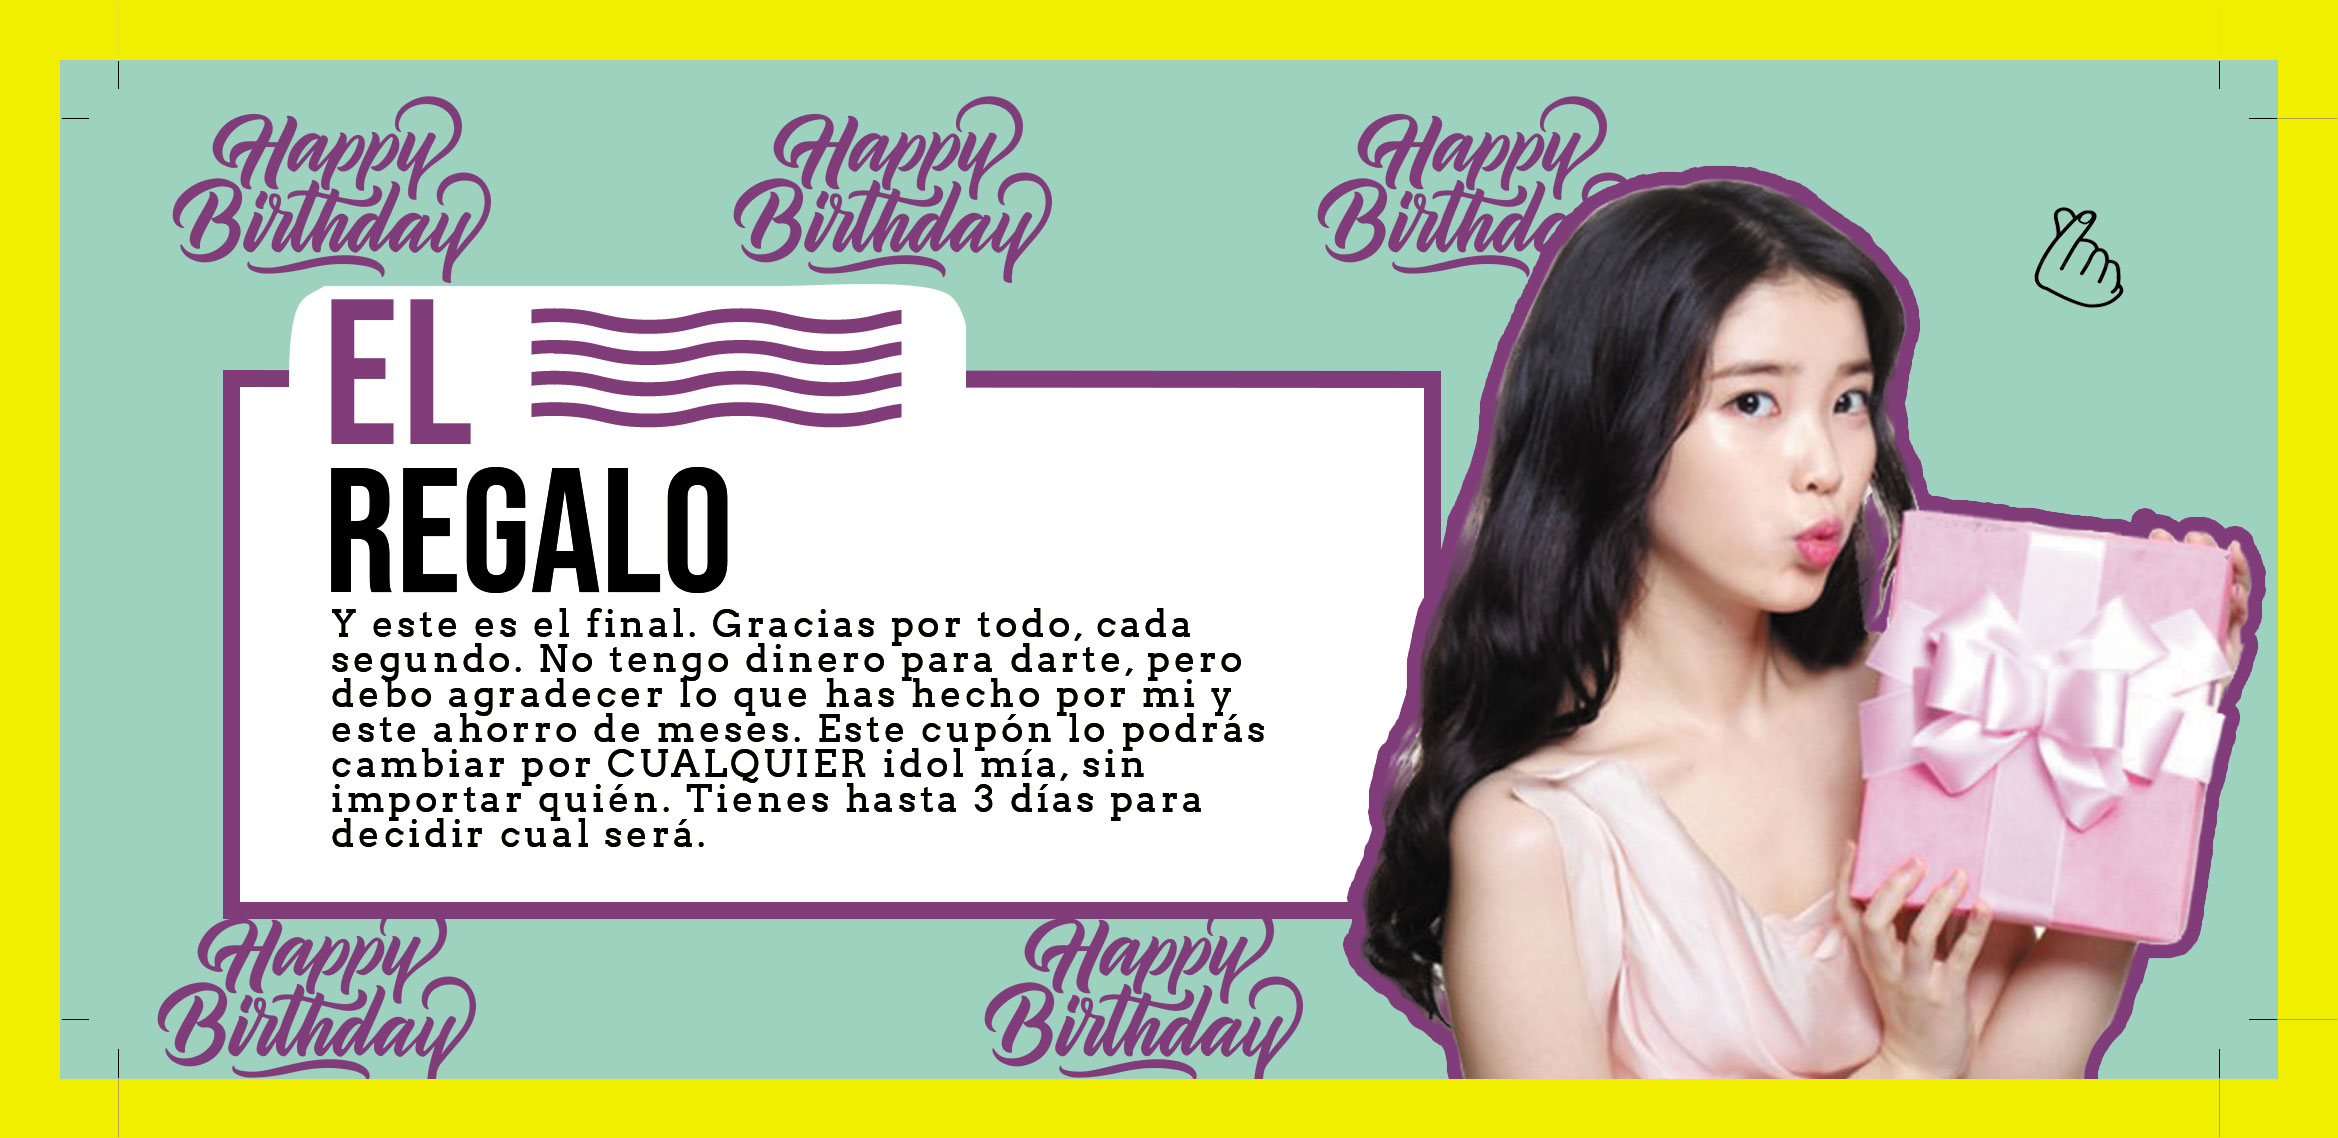 Happy
Birthday
Happy
Birthday
Happy
Birthda
EL
REGALO
Y este es el final. Gracias por todo, cada
segundo. No tengo dinero para darte, pero
debo agradecer lo que has hecho por mi y
este ahorro de meses. Este cupón lo podrás
cambiar por CUALQUIER idol mía, sin
importar quién. Tienes hasta 3 días para
decidir cual será.
Happy
Birthday
Happy
Birthday